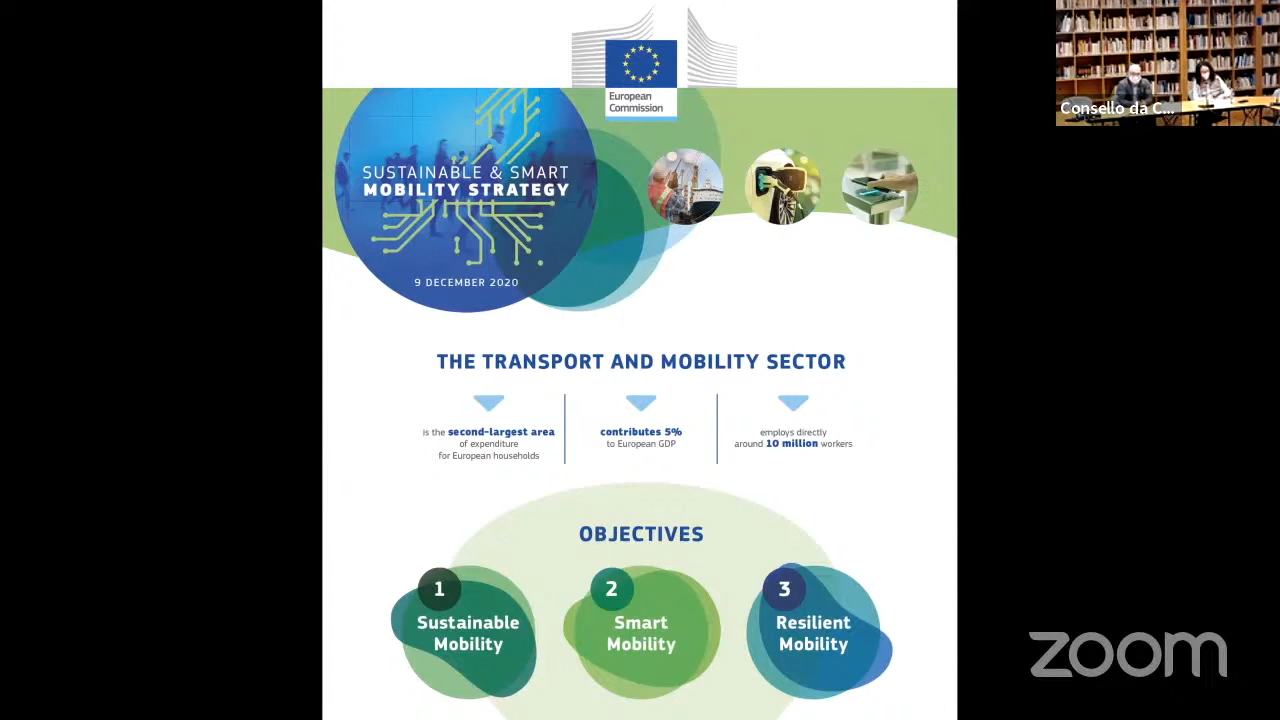 European
Commission
Consello da C...
SUSTAINABLE & SMART
MOBILITY STRATEGY
9 DECEMBER 2020
THE TRANSPORT AND MOBILITY SECTOR
is the second-largest area
of expenditure
for European households
contributes 5%
to European GDP
employs directly
around 10 million workers
OBJECTIVES
1
Sustainable
Mobility
2
Smart
Mobility
3
Resilient
Mobility
zoom